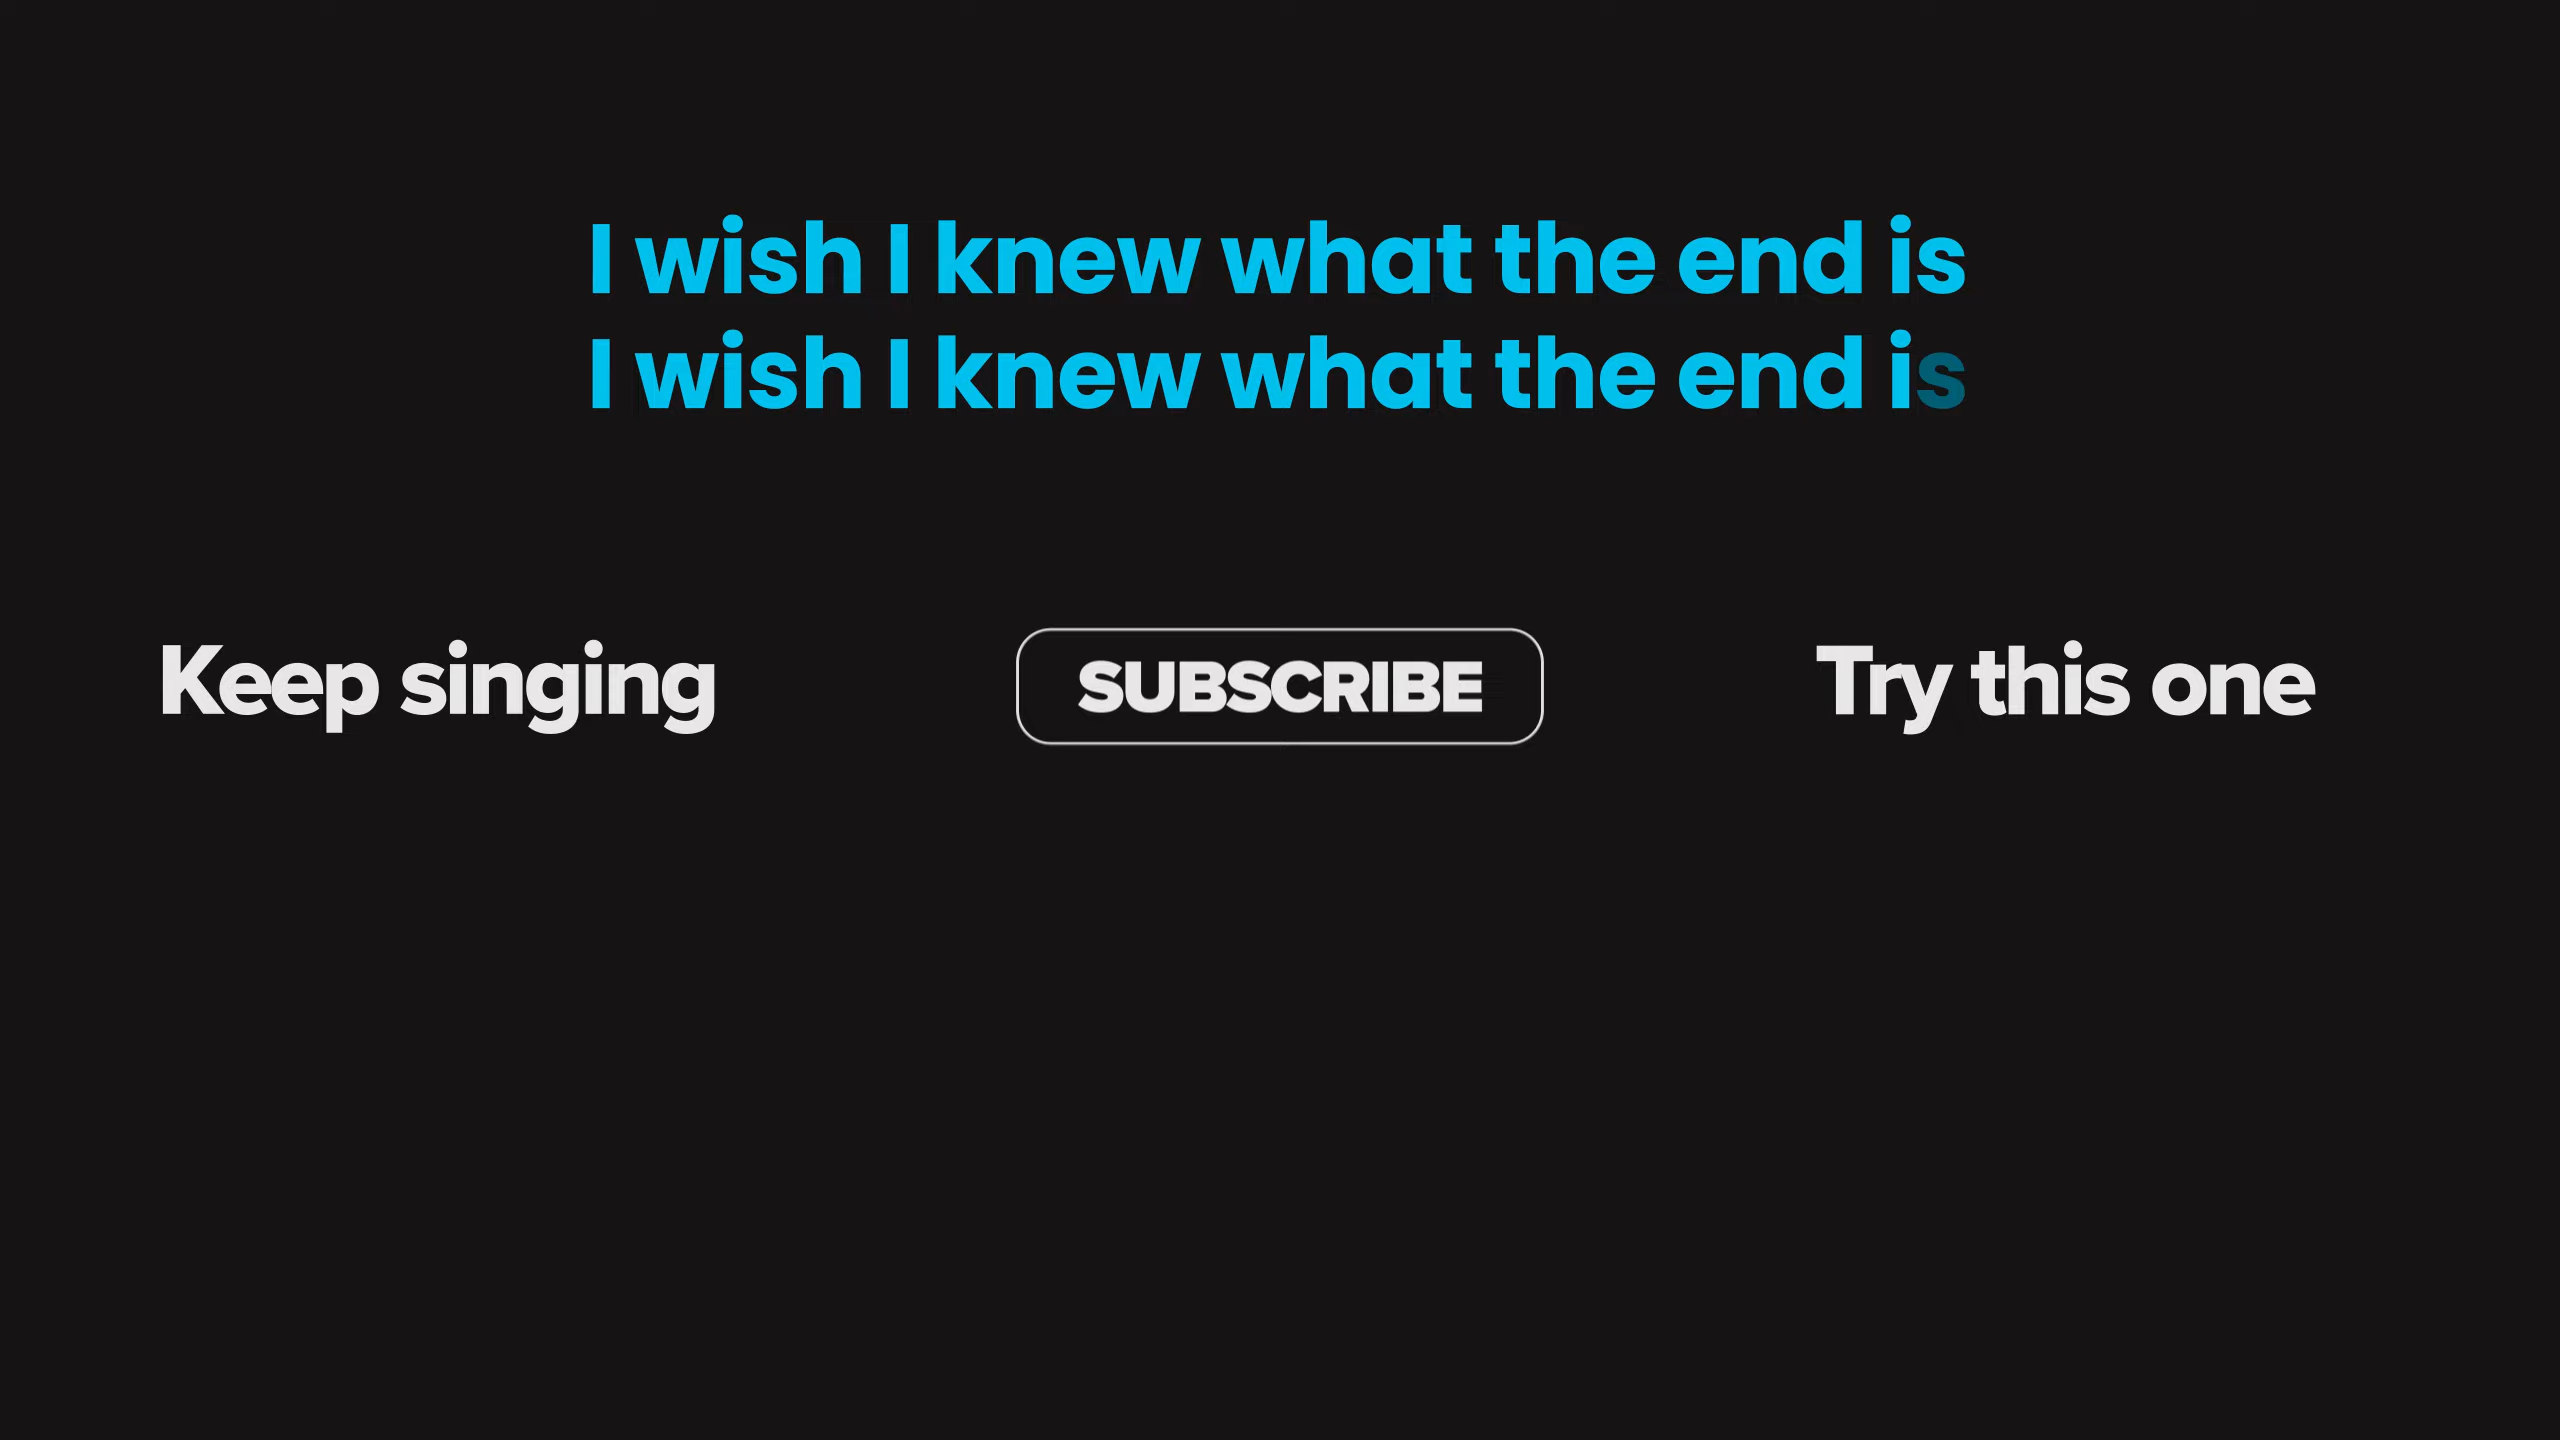 I wish I knew what the end is
I wish I knew what the end is
Keep singing
SUBSCRIBE
Try this one